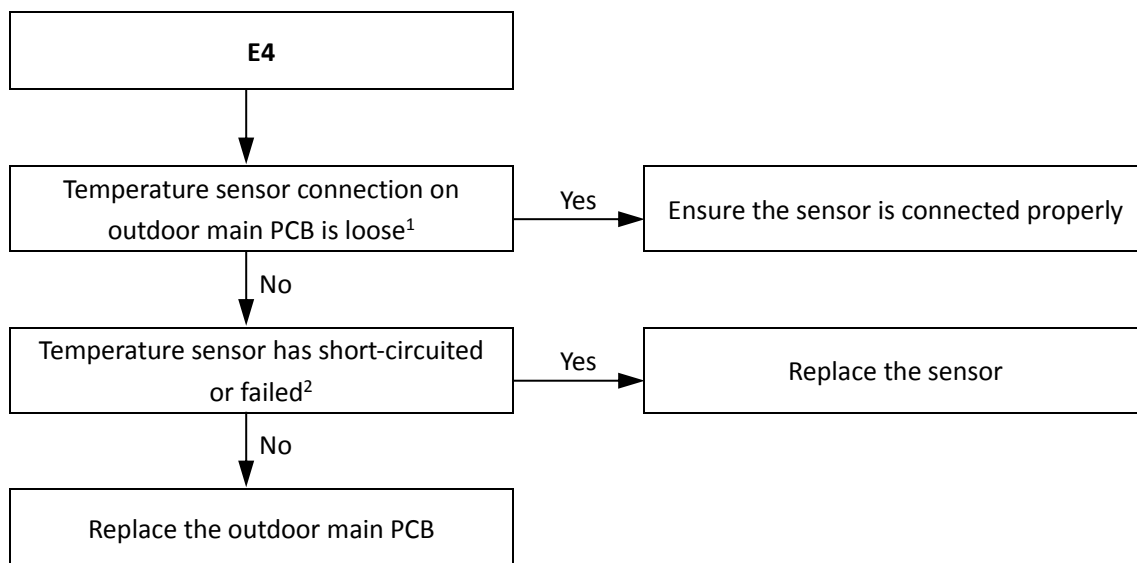 E4
Temperature sensor connection on
outdoor main PCB is loose¹
Yes
Ensure the sensor is connected properly
No
Temperature sensor has short-circuited
or failed²
Yes
Replace the sensor
No
Replace the outdoor main PCB